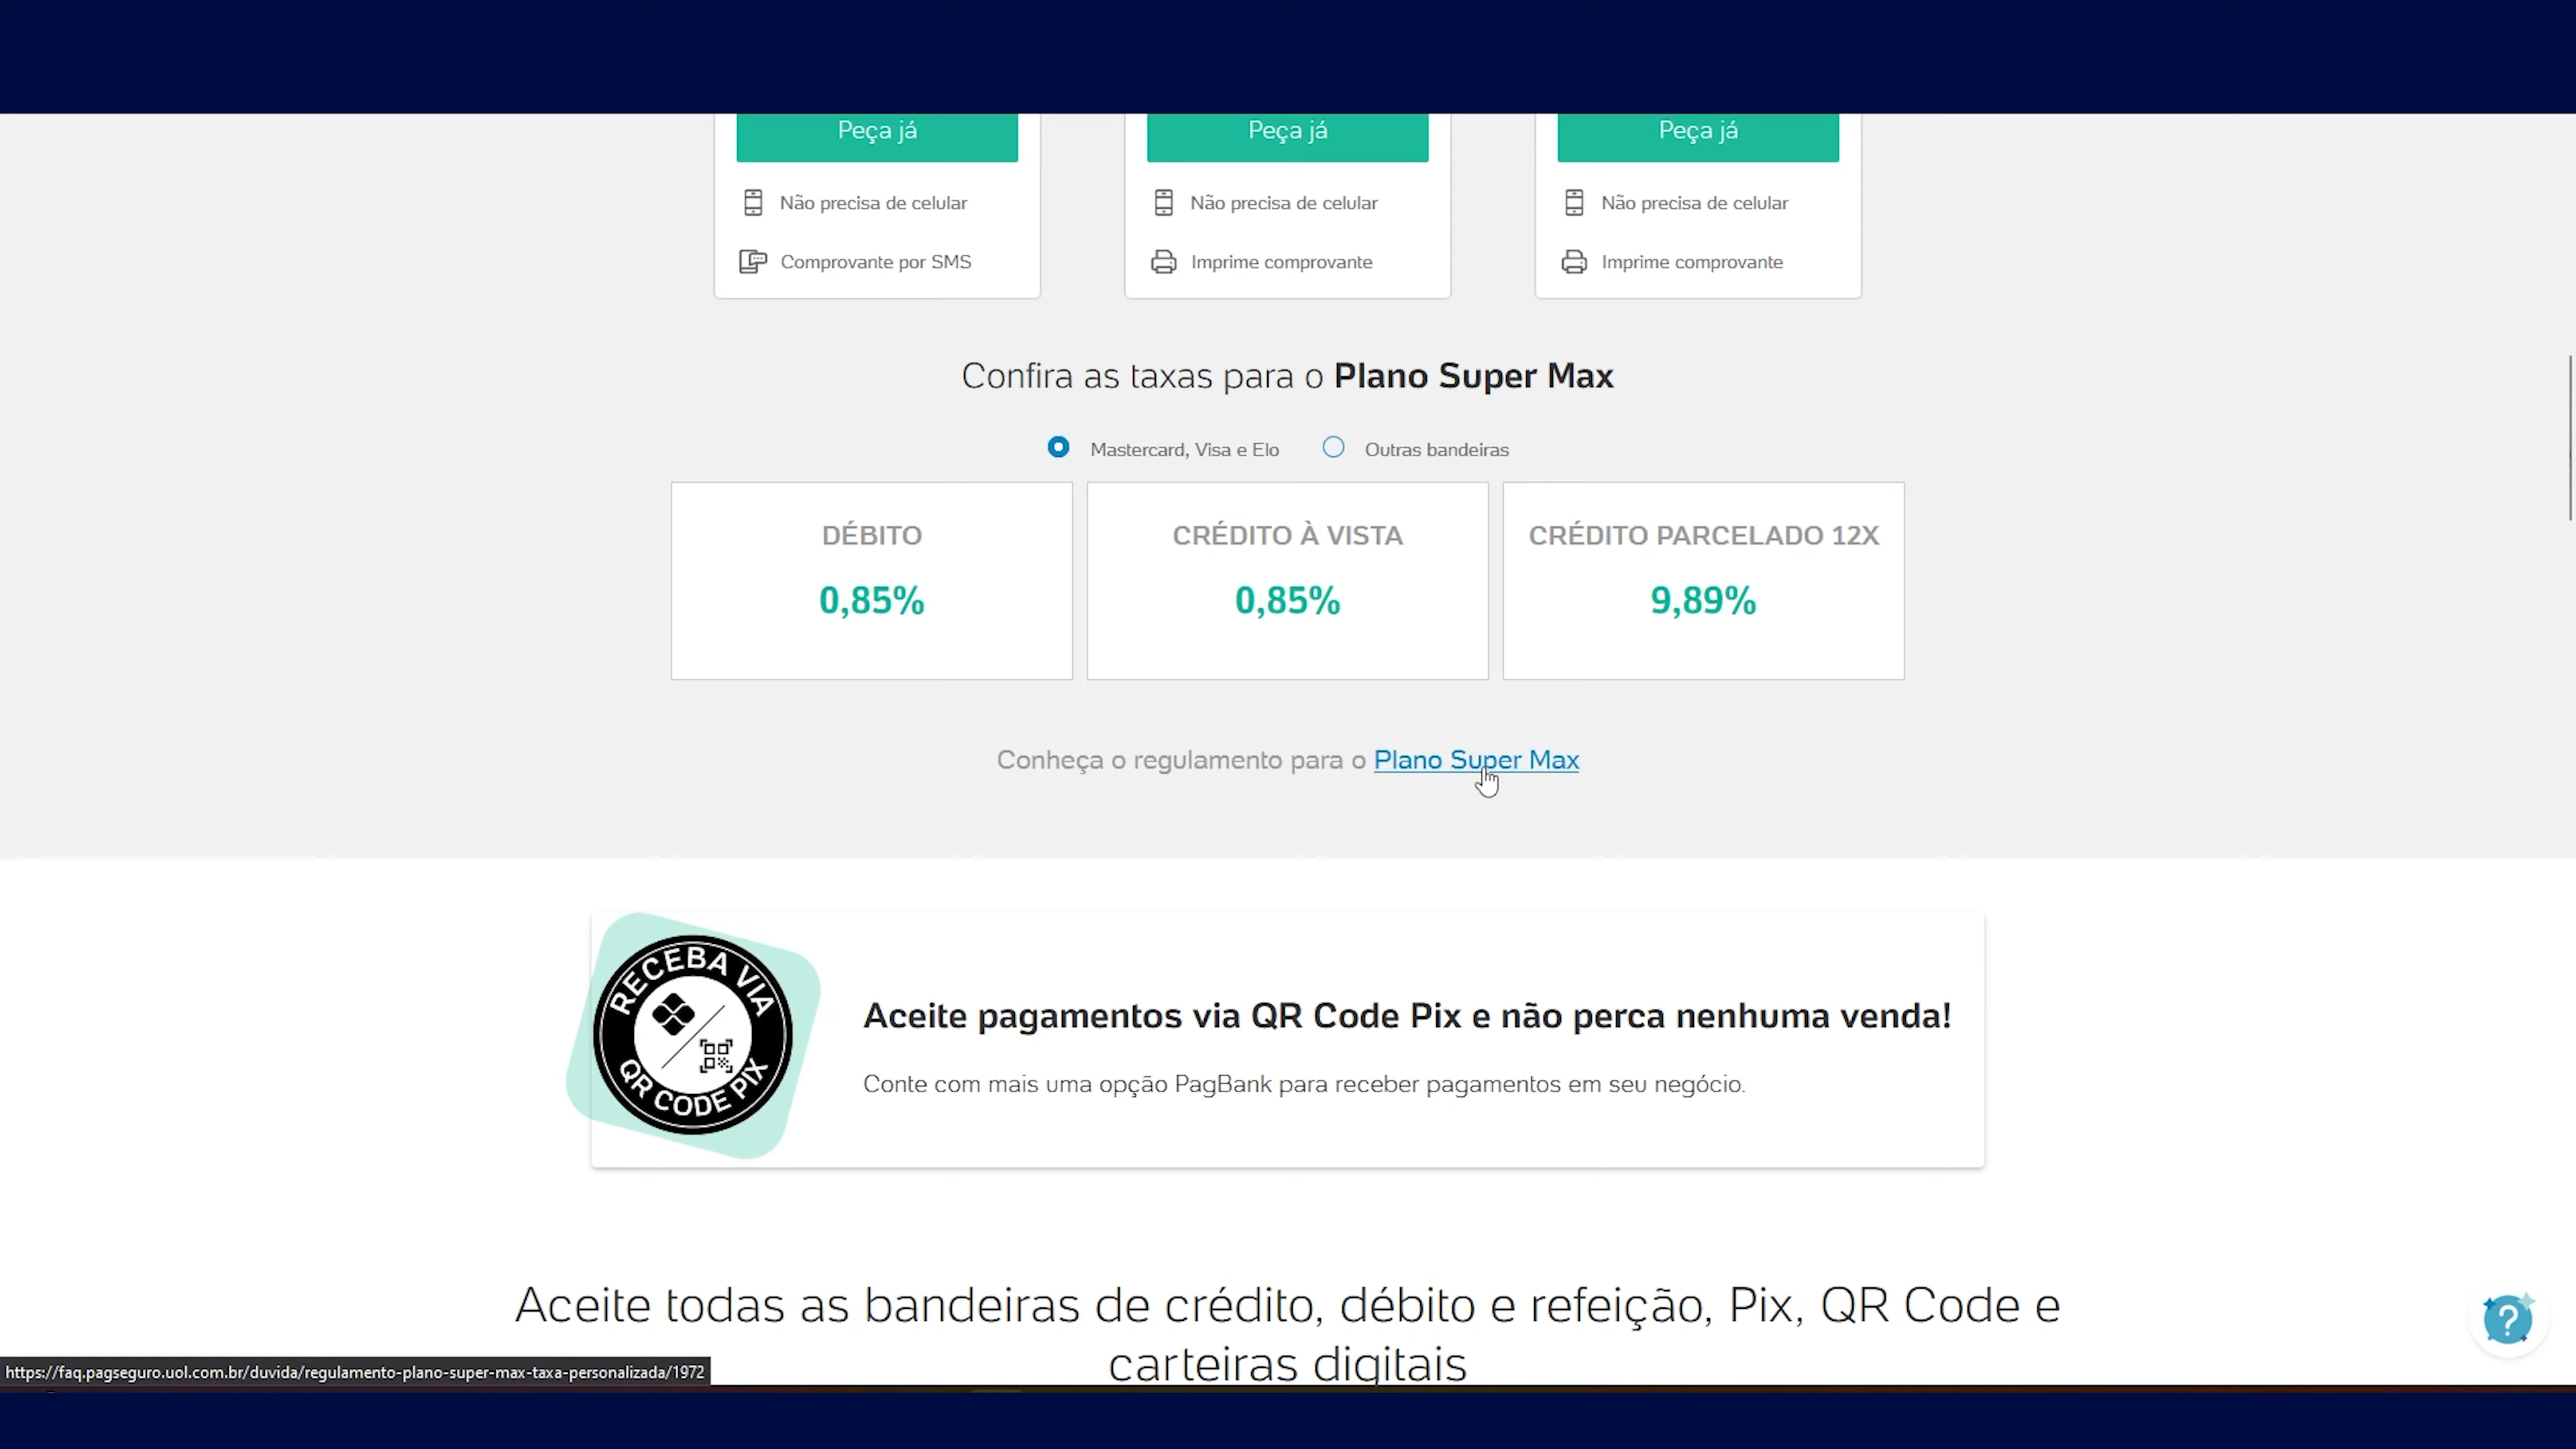 Peça já
Peça já
Peça já
Não precisa de celular
Não precisa de celular
Não precisa de celular
Comprovante por SMS
Imprime comprovante
Imprime comprovante
Confira as taxas para o Plano Super Max
Mastercard, Visa e Elo
Outras bandeiras
DÉBITO
0,85%
CRÉDITO À VISTA
0,85%
CRÉDITO PARCELADO 12X
9,89%
Conheça o regulamento para o Plano Super Max
RECEBA VIA
QR CODE PIX
Aceite pagamentos via QR Code Pix e não perca nenhuma venda!
Conte com mais uma opção PagBank para receber pagamentos em seu negócio.
Aceite todas as bandeiras de crédito, débito e refeição, Pix, QR Code e
carteiras digitais
?
https://faq.pagseguro.uol.com.br/duvida/regulamento-plano-super-max-taxa-personalizada/1972